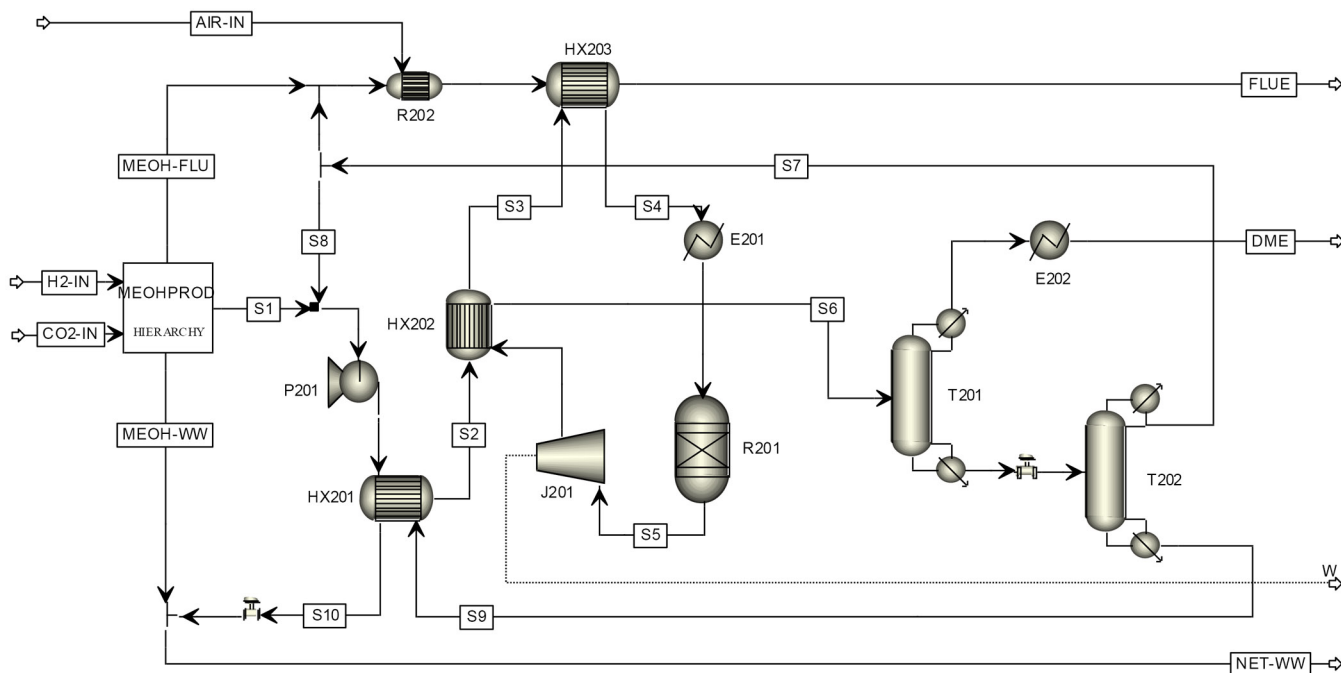 AIR-IN
HX203
FLUE
R202
MEOH-FLU
S7
S3
S4
S8
E201
DME
H2-IN
MEOHPROD
E202
S1
S6
HIERARCHY
HX202
CO2-IN
P201
T201
MEOH-WW
S2
R201
HX201
J201
T202
S5
W
S10
S9
NET-WW